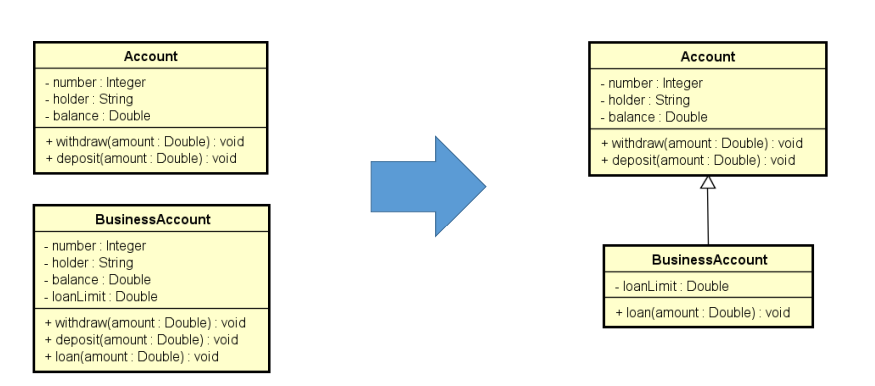 Account
- number : Integer
- holder : String
- balance : Double
+ withdraw(amount : Double) : void
+ deposit(amount : Double) : void
BusinessAccount
- number : Integer
- holder : String
- balance : Double
- loanLimit : Double
+ withdraw(amount : Double) : void
+ deposit(amount : Double) : void
+ loan(amount : Double) : void
Account
- number : Integer
- holder : String
- balance : Double
+ withdraw(amount : Double) : void
+ deposit(amount : Double) : void
BusinessAccount
- loanLimit : Double
+ loan(amount : Double) : void